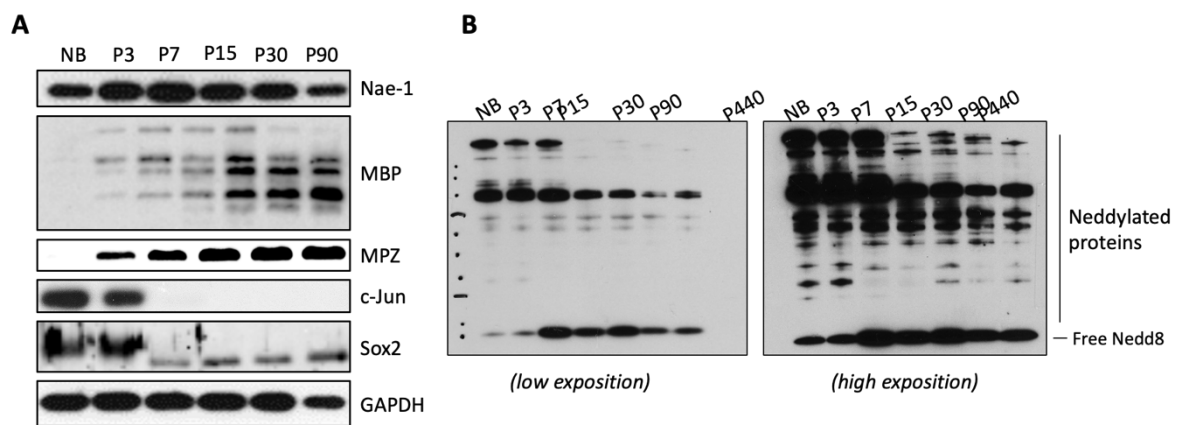 A
NB P3 P7 P15 P30 P90
Nae-1
MBP
MPZ
c-Jun
Sox2
GAPDH
B
NB P3 P7 P15 P30 P90 P440
NB P3 P7 P15 P30 P90 P440
Neddylated
proteins
Free Nedd8
(low exposition)
(high exposition)